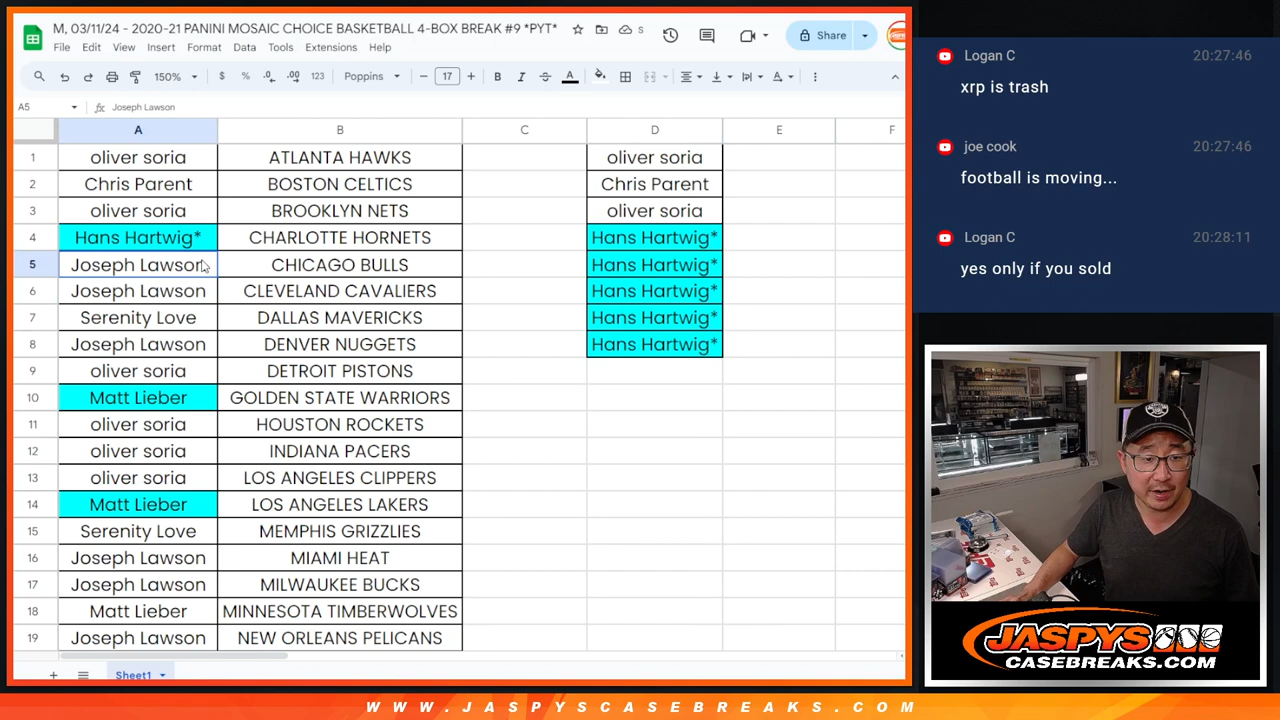 M, 03/11/24 - 2020-21 PANINI MOSAIC CHOICE BASKETBALL 4-BOX BREAK #9 *PYT*
S
Share
File Edit View Insert Format Data Tools Extensions Help
150% $ % .0 .00 123 Poppins 17 B I S A
A5 fx Joseph Lawson
A B C D E F
1 oliver soria ATLANTA HAWKS oliver soria
2 Chris Parent BOSTON CELTICS Chris Parent
3 oliver soria BROOKLYN NETS oliver soria
4 Hans Hartwig* CHARLOTTE HORNETS Hans Hartwig*
5 Joseph Lawson CHICAGO BULLS Hans Hartwig*
6 Joseph Lawson CLEVELAND CAVALIERS Hans Hartwig*
7 Serenity Love DALLAS MAVERICKS Hans Hartwig*
8 Joseph Lawson DENVER NUGGETS Hans Hartwig*
9 oliver soria DETROIT PISTONS
10 Matt Lieber GOLDEN STATE WARRIORS
11 oliver soria HOUSTON ROCKETS
12 oliver soria INDIANA PACERS
13 oliver soria LOS ANGELES CLIPPERS
14 Matt Lieber LOS ANGELES LAKERS
15 Serenity Love MEMPHIS GRIZZLIES
16 Joseph Lawson MIAMI HEAT
17 Joseph Lawson MILWAUKEE BUCKS
18 Matt Lieber MINNESOTA TIMBERWOLVES
19 Joseph Lawson NEW ORLEANS PELICANS
Sheet1
Logan C 20:27:46
xrp is trash
joe cook 20:27:46
football is moving...
Logan C 20:28:11
yes only if you sold
JASPYS
CASEBREAKS.COM
WWW.JASPYSCASEBREAKS.COM